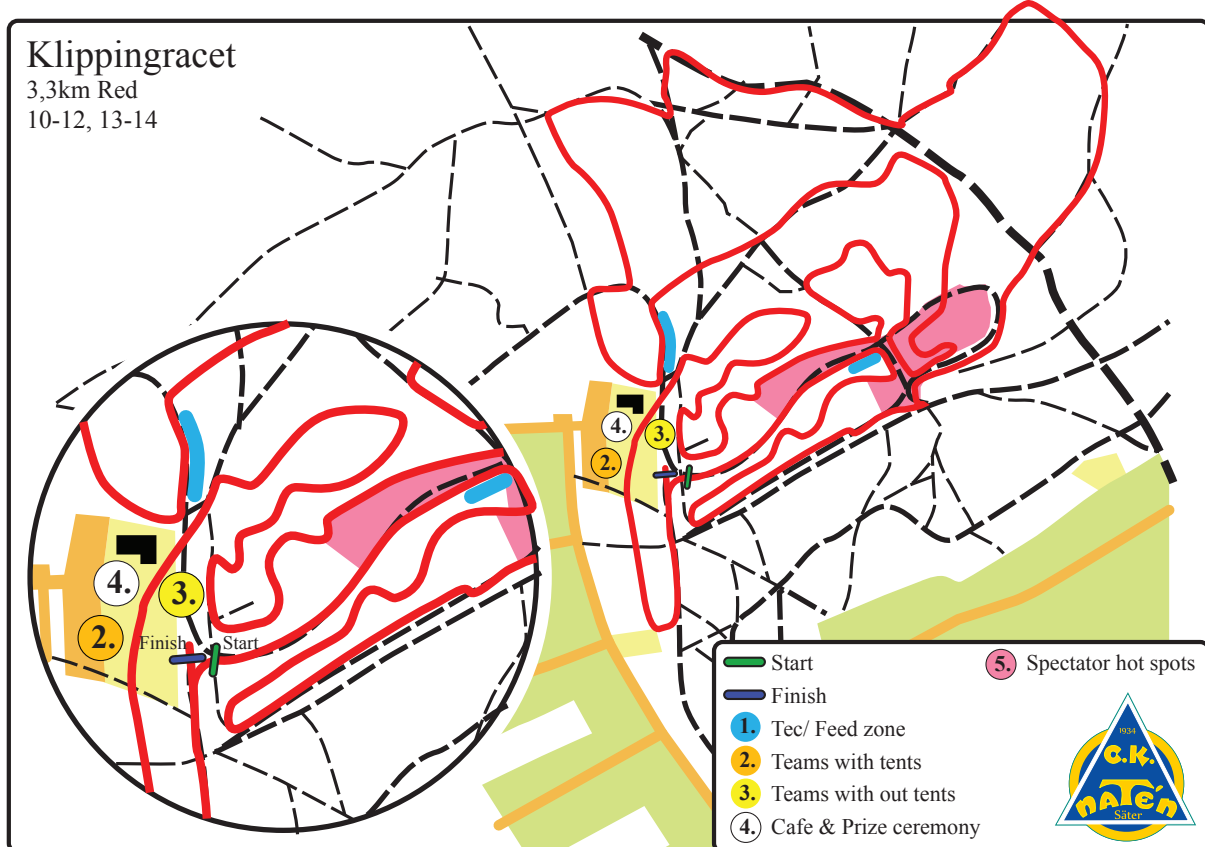 Klippingracet
3,3km Red
10-12, 13-14
4.
3.
2.
4.
3.
2.
Finish
Start
Start
Finish
1. Tec/ Feed zone
2. Teams with tents
3. Teams with out tents
4. Cafe & Prize ceremony
5. Spectator hot spots
1934
C.K.
NATÉ'N
Säter